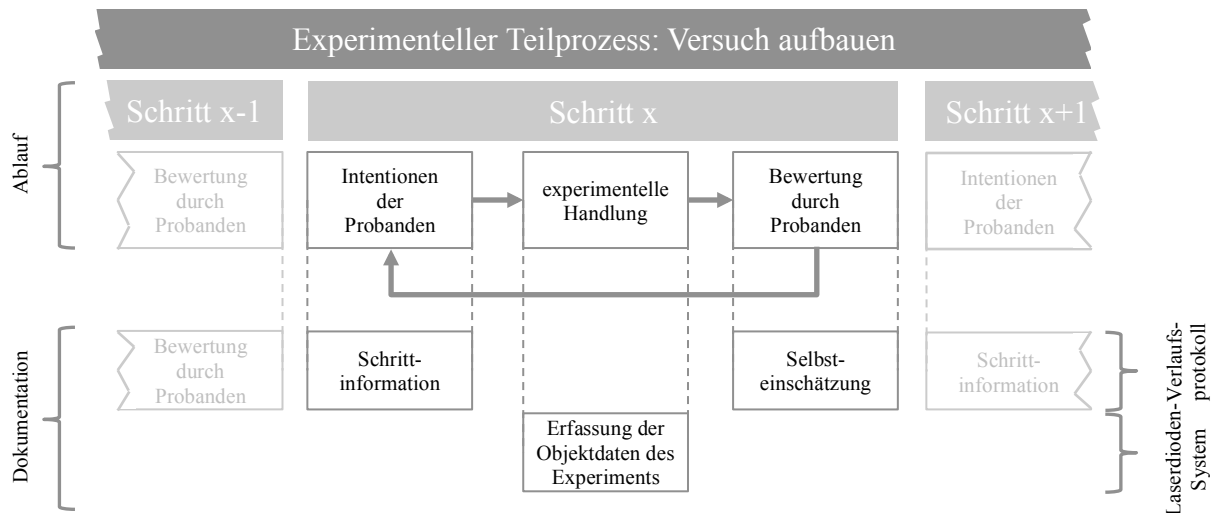 Experimenteller Teilprozess: Versuch aufbauen
Schritt x-1
Schritt x
Schritt x+1
Ablauf
Bewertung
durch
Probanden
Intentionen
der
Probanden
experimentelle
Handlung
Bewertung
durch
Probanden
Intentionen
der
Probanden
Dokumentation
Bewertung
durch
Probanden
Schritt-
information
Selbst-
einschätzung
Schritt-
information
Erfassung der
Objektdaten des
Experiments
Verlaufs-
protokoll
Laserdioden-
System